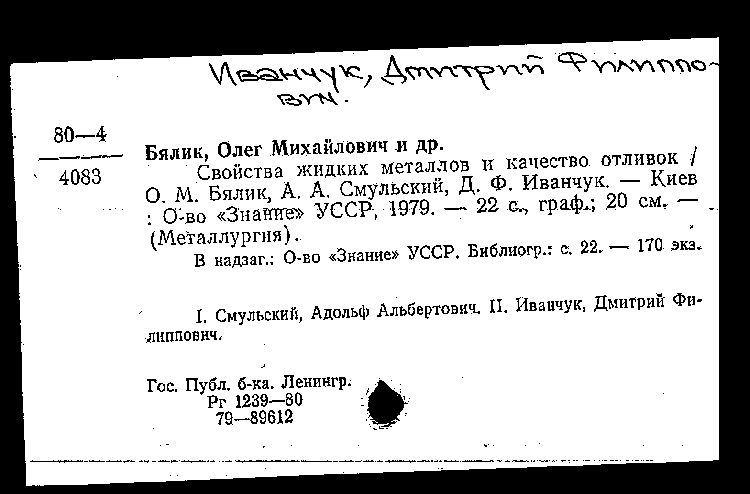 Иванчук, Дмитрий Филиппо-
вич.
80—4
4083
Бялик, Олег Михайлович и др.
Свойства жидких металлов и качество отливок /
О. М. Бялик, А. А. Смульский, Д. Ф. Иванчук. — Киев
: О-во «Знание» УССР, 1979. — 22 с., граф.; 20 см. —
(Металлургия).
В надзаг.: О-во «Знание» УССР. Библиогр.: с. 22. — 170 экз.
I. Смульский, Адольф Альбертович. II. Иванчук, Дмитрий Фи-
липпович.
Гос. Публ. б-ка. Ленингр.
Рг 1239—80
79—89612